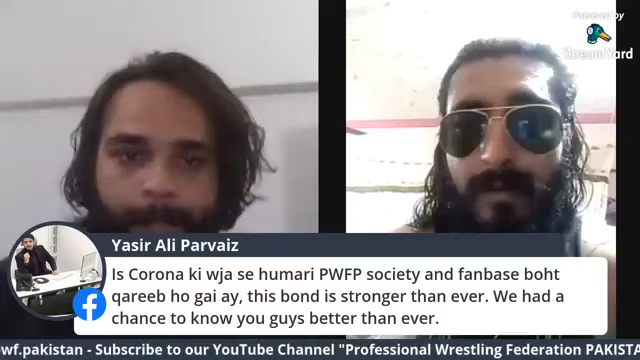 Powered by
StreamYard
Yasir Ali Parvaiz
Is Corona ki wja se humari PWFP society and fanbase boht
qareeb ho gai ay, this bond is stronger than ever. We had a
chance to know you guys better than ever.
wf.pakistan - Subscribe to our YouTube Channel "Professional Wrestling Federation PAKISTA